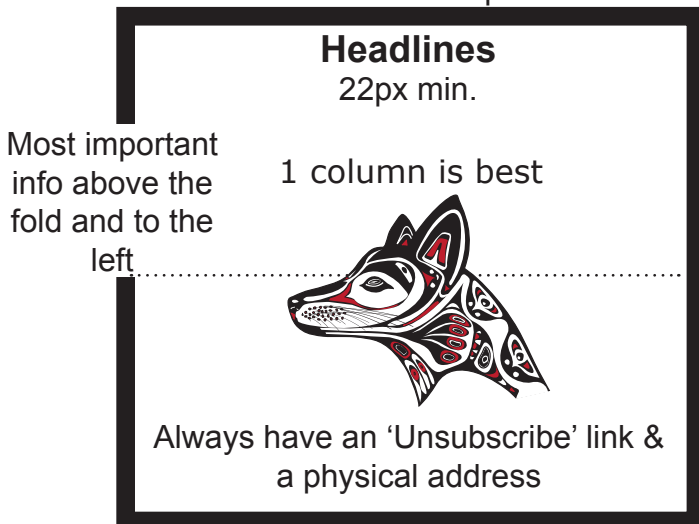 Headlines
22px min.
Most important
info above the
fold and to the
left
1 column is best
Always have an ‘Unsubscribe’ link &
a physical address